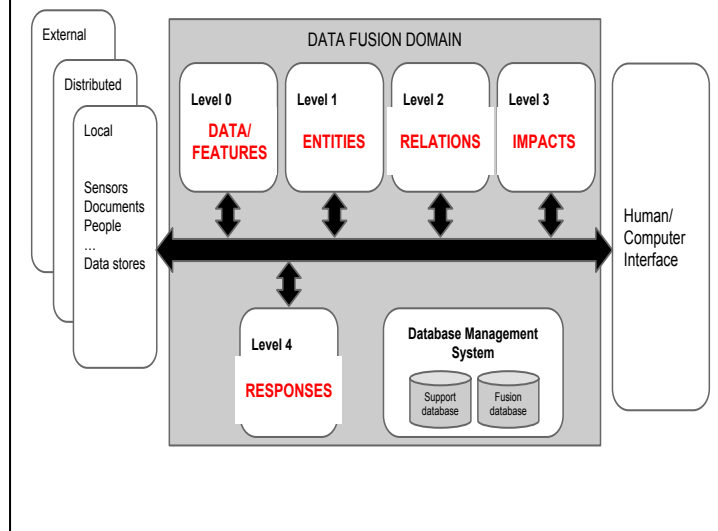 External
Distributed
Local
Sensors
Documents
People
...
Data stores
DATA FUSION DOMAIN
Level 0
DATA/
FEATURES
Level 1
ENTITIES
Level 2
RELATIONS
Level 3
IMPACTS
Level 4
RESPONSES
Database Management
System
Support
database
Fusion
database
Human/
Computer
Interface